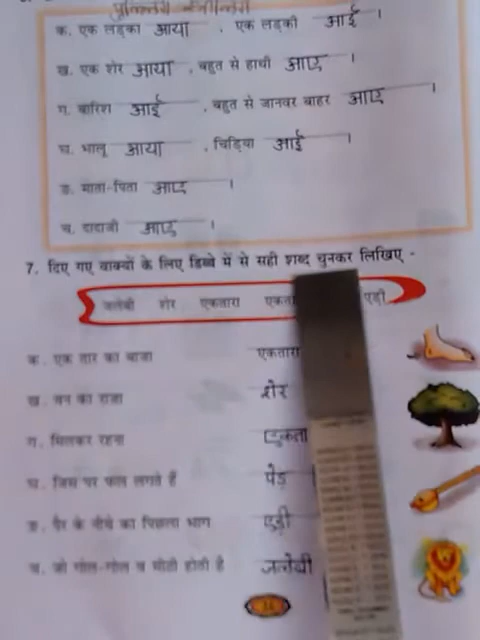 क. एक लड़का आया , एक लड़की आई ।
ख. एक शेर आया , बहुत से हाथी आए ।
ग. बारिश आई , बहुत से जानवर बाहर आए ।
घ. भालू आया , चिड़िया आई ।
ङ. माता-पिता आए ।
च. दादाजी आए ।
7. दिए गए वाक्यों के लिए डिब्बे में से सही शब्द चुनकर लिखिए -
जलेबी शेर एकतारा एकता एड़ी
क. एक तार का बाजा एकतारा
ख. वन का राजा शेर
ग. मिलकर रहना एकता
घ. जिस पर फल लगते हैं पेड़
ङ. पैर के नीचे का पिछला भाग एड़ी
च. जो गोल-गोल व मीठी होती है जलेबी